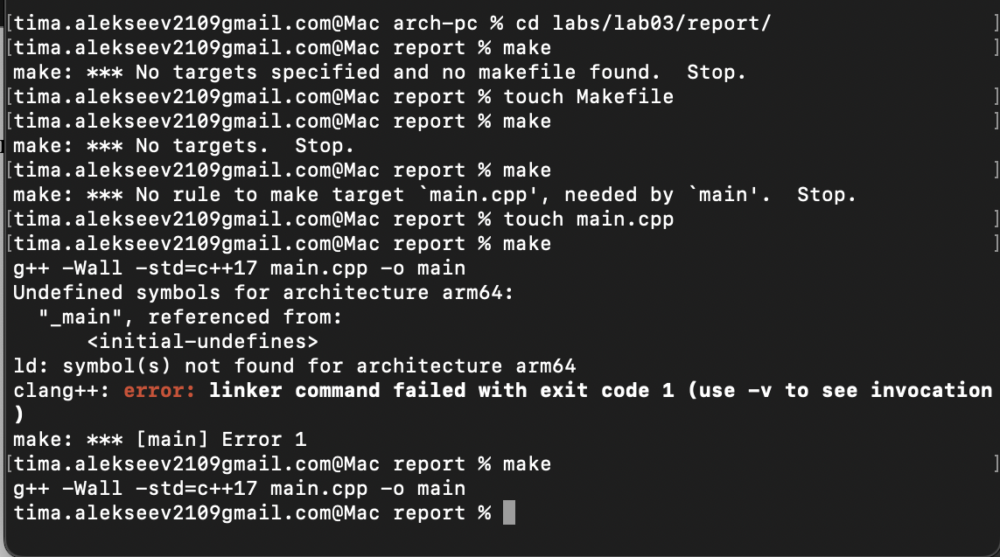 [tima.alekseev2109gmail.com@Mac arch-pc % cd labs/lab03/report/ ]
[tima.alekseev2109gmail.com@Mac report % make ]
make: *** No targets specified and no makefile found.  Stop.
[tima.alekseev2109gmail.com@Mac report % touch Makefile ]
[tima.alekseev2109gmail.com@Mac report % make ]
make: *** No targets.  Stop.
[tima.alekseev2109gmail.com@Mac report % make ]
make: *** No rule to make target `main.cpp', needed by `main'.  Stop.
[tima.alekseev2109gmail.com@Mac report % touch main.cpp ]
[tima.alekseev2109gmail.com@Mac report % make ]
g++ -Wall -std=c++17 main.cpp -o main
Undefined symbols for architecture arm64:
  "_main", referenced from:
      <initial-undefines>
ld: symbol(s) not found for architecture arm64
clang++: error: linker command failed with exit code 1 (use -v to see invocation
)
make: *** [main] Error 1
[tima.alekseev2109gmail.com@Mac report % make ]
g++ -Wall -std=c++17 main.cpp -o main
tima.alekseev2109gmail.com@Mac report %